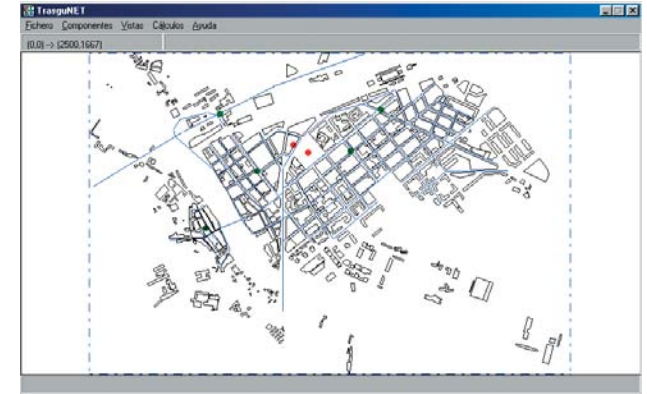 TrasguNET
Fichero Componentes Vistas Cálculos Ayuda
(0,0) -> (2500,1667)